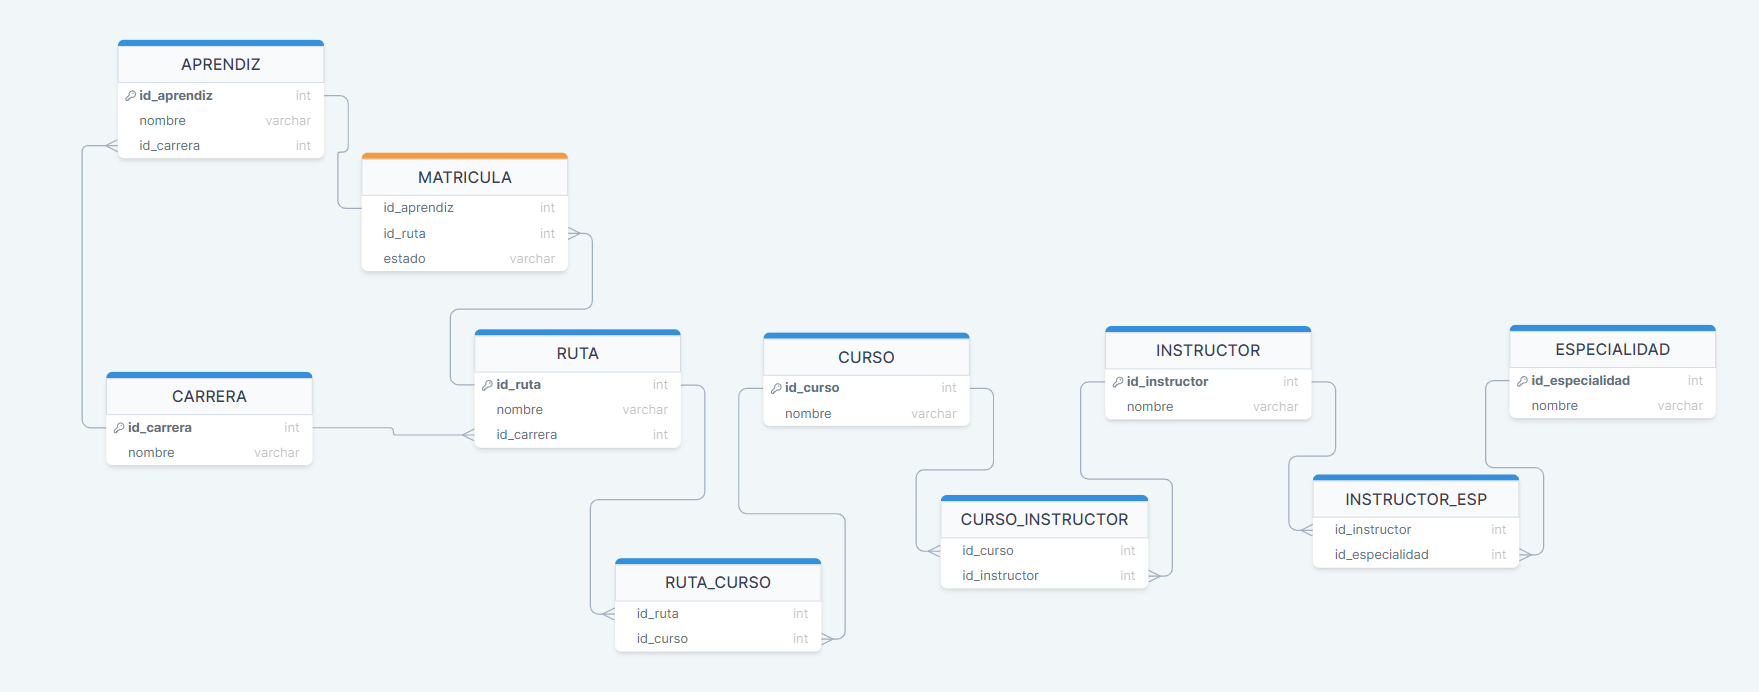 APRENDIZ
id_aprendiz int
nombre varchar
id_carrera int
MATRICULA
id_aprendiz int
id_ruta int
estado varchar
CARRERA
id_carrera int
nombre varchar
RUTA
id_ruta int
nombre varchar
id_carrera int
CURSO
id_curso int
nombre varchar
INSTRUCTOR
id_instructor int
nombre varchar
ESPECIALIDAD
id_especialidad int
nombre varchar
RUTA_CURSO
id_ruta int
id_curso int
CURSO_INSTRUCTOR
id_curso int
id_instructor int
INSTRUCTOR_ESP
id_instructor int
id_especialidad int